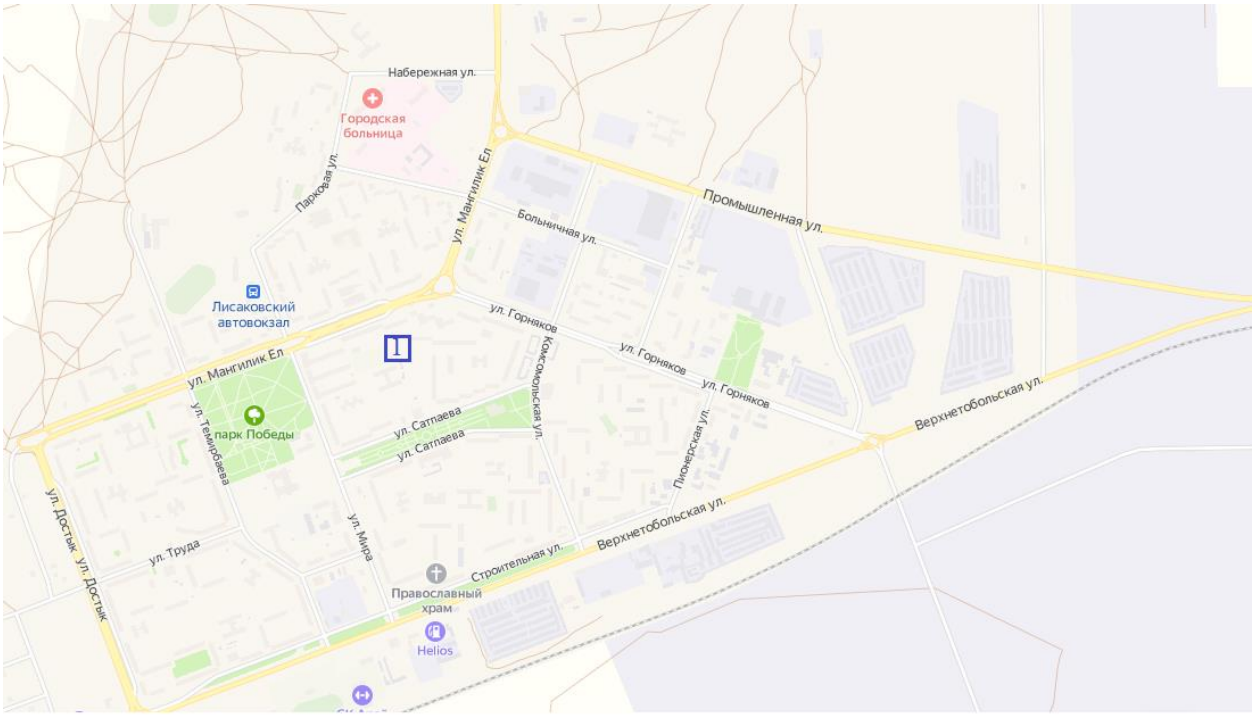 Набережная ул.
Городская
больница
Парковая ул.
ул. Мангилик Ел
Промышленная ул.
Больничная ул.
Лисаковский
автовокзал
ул. Горняков
1
Комсомольская ул.
ул. Горняков
ул. Мангилик Ел
ул. Горняков
Верхнетобольская ул.
парк Победы
ул. Темирбаева
ул. Сатпаева
ул. Сатпаева
Пионерская ул.
ул. Достык
ул. Достык
ул. Труда
ул. Мира
Верхнетобольская ул.
Строительная ул.
Православный
храм
Helios